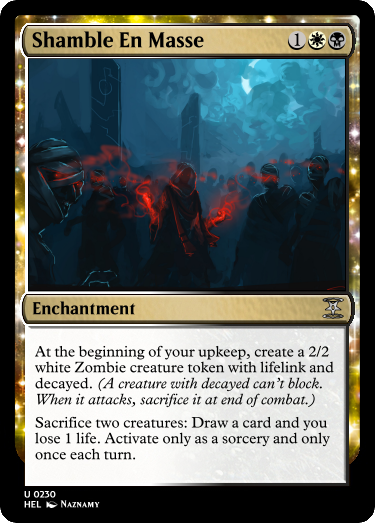 Shamble En Masse 1
Enchantment
At the beginning of your upkeep, create a 2/2
white Zombie creature token with lifelink and
decayed. (A creature with decayed can't block.
When it attacks, sacrifice it at end of combat.)
Sacrifice two creatures: Draw a card and you
lose 1 life. Activate only as a sorcery and only
once each turn.
U 0230
HEL Naznamy